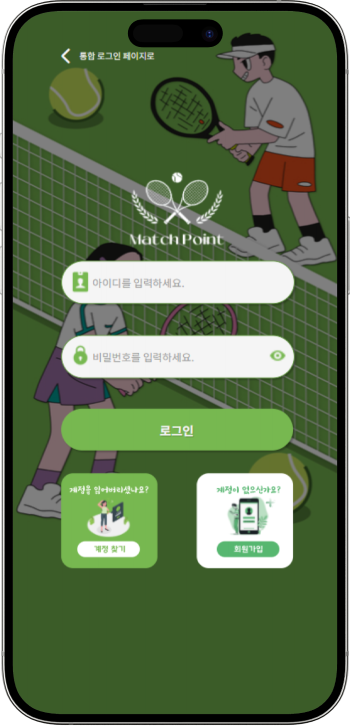 통합 로그인 페이지로
Match Point
아이디를 입력하세요.
비밀번호를 입력하세요.
로그인
계정을 잊어버리셨나요?
계정 찾기
계정이 없으신가요?
회원가입